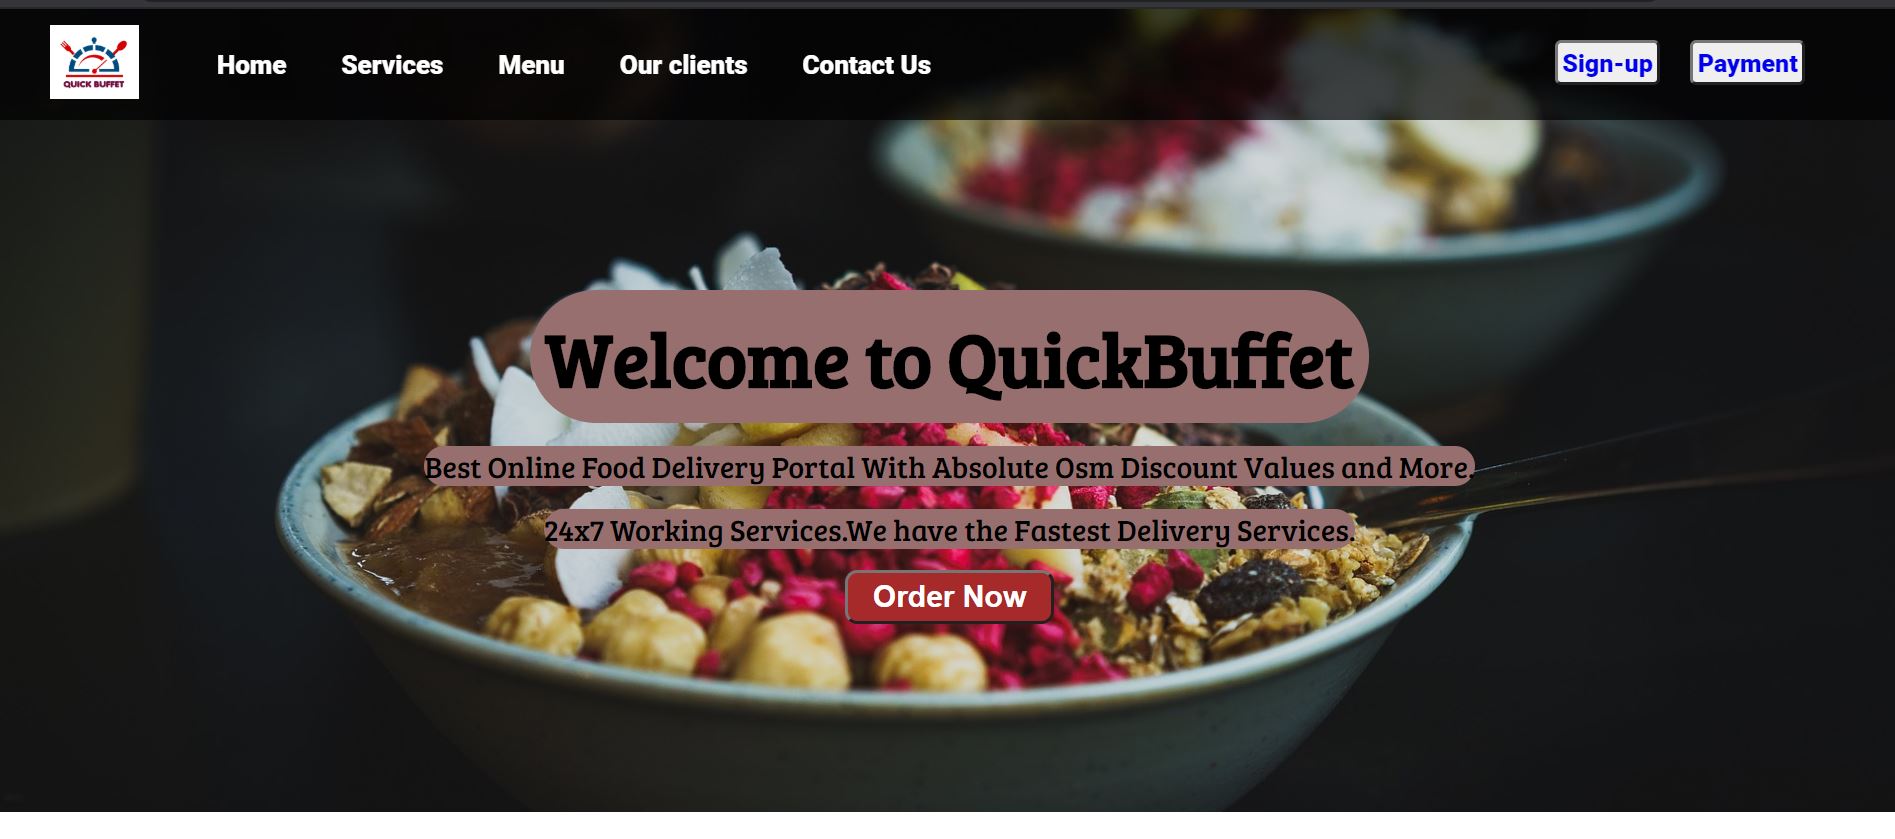 QUICK BUFFET
Home Services Menu Our clients Contact Us Sign-up Payment
Welcome to QuickBuffet
Best Online Food Delivery Portal With Absolute Osm Discount Values and More.
24x7 Working Services.We have the Fastest Delivery Services.
Order Now